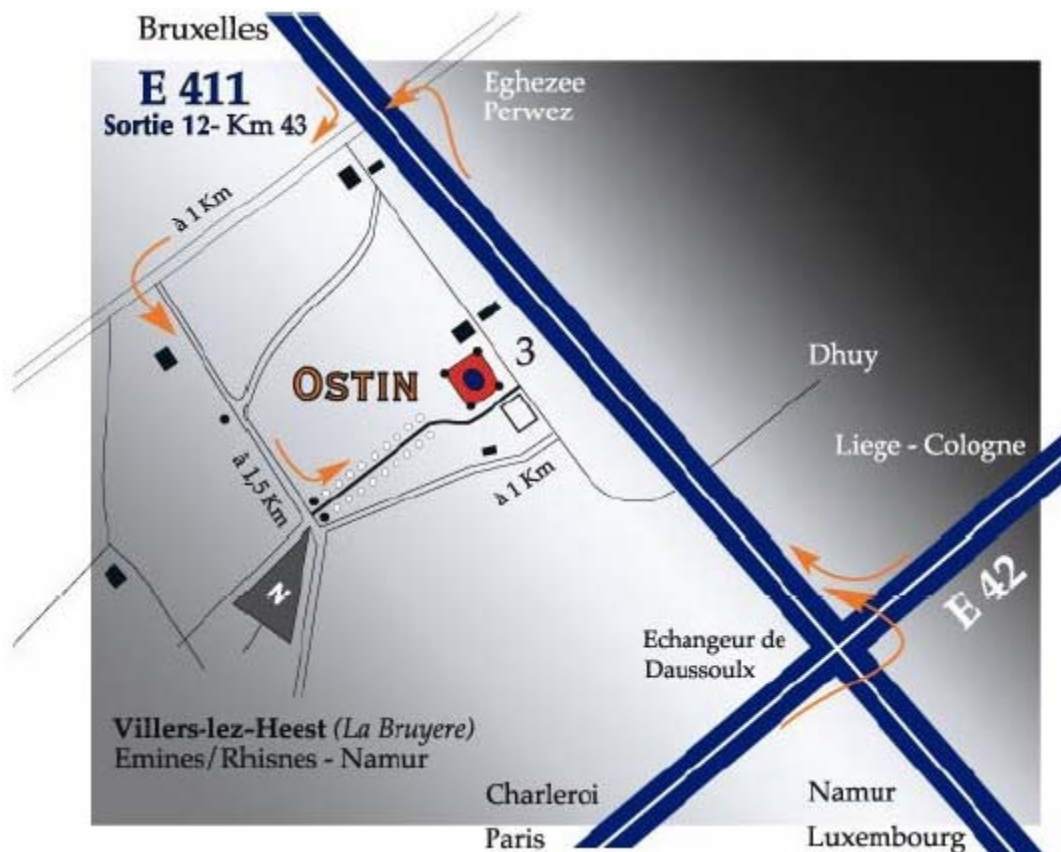 Bruxelles
E 411
Sortie 12- Km 43
Eghezee
Perwez
à 1 Km
3
OSTIN
Dhuy
Liege - Cologne
à 1,5 Km
à 1 Km
N
E 42
Echangeur de
Daussoulx
Villers-lez-Heest (La Bruyere)
Emines/Rhisnes - Namur
Charleroi
Paris
Namur
Luxembourg